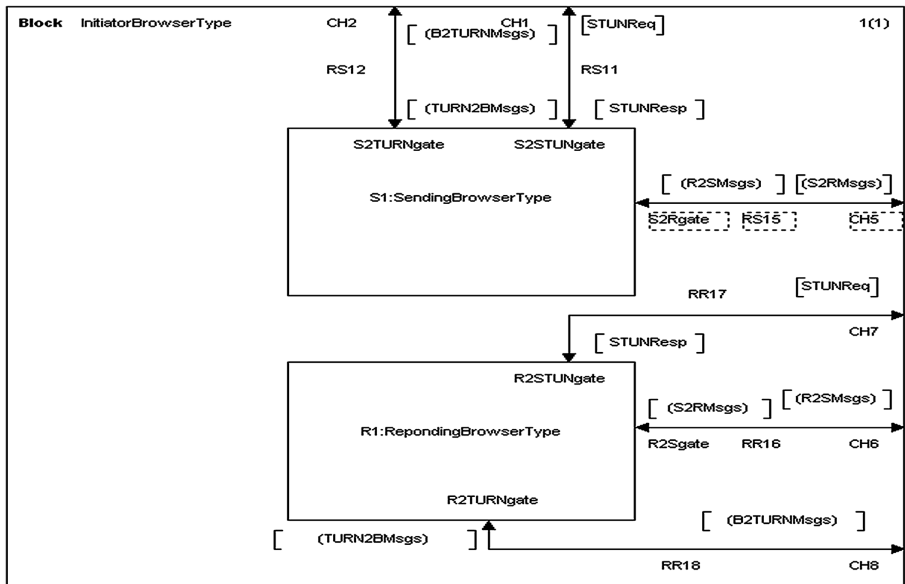 Block InitiatorBrowserType CH2 CH1 [STUNReq] 1(1)
[ (B2TURNMsgs) ]
RS12 RS11
[ (TURN2BMsgs) ] [ STUNResp ]
S2TURNgate S2STUNgate
[ (R2SMsgs) ] [(S2RMsgs)]
S1:SendingBrowserType
S2Rgate RS15 CH5
RR17 [STUNReq]
CH7
[ STUNResp ]
R2STUNgate
[ (S2RMsgs) ] [(R2SMsgs)]
R1:RepondingBrowserType
R2Sgate RR16 CH6
R2TURNgate
[ (B2TURNMsgs) ]
[ (TURN2BMsgs) ]
RR18 CH8